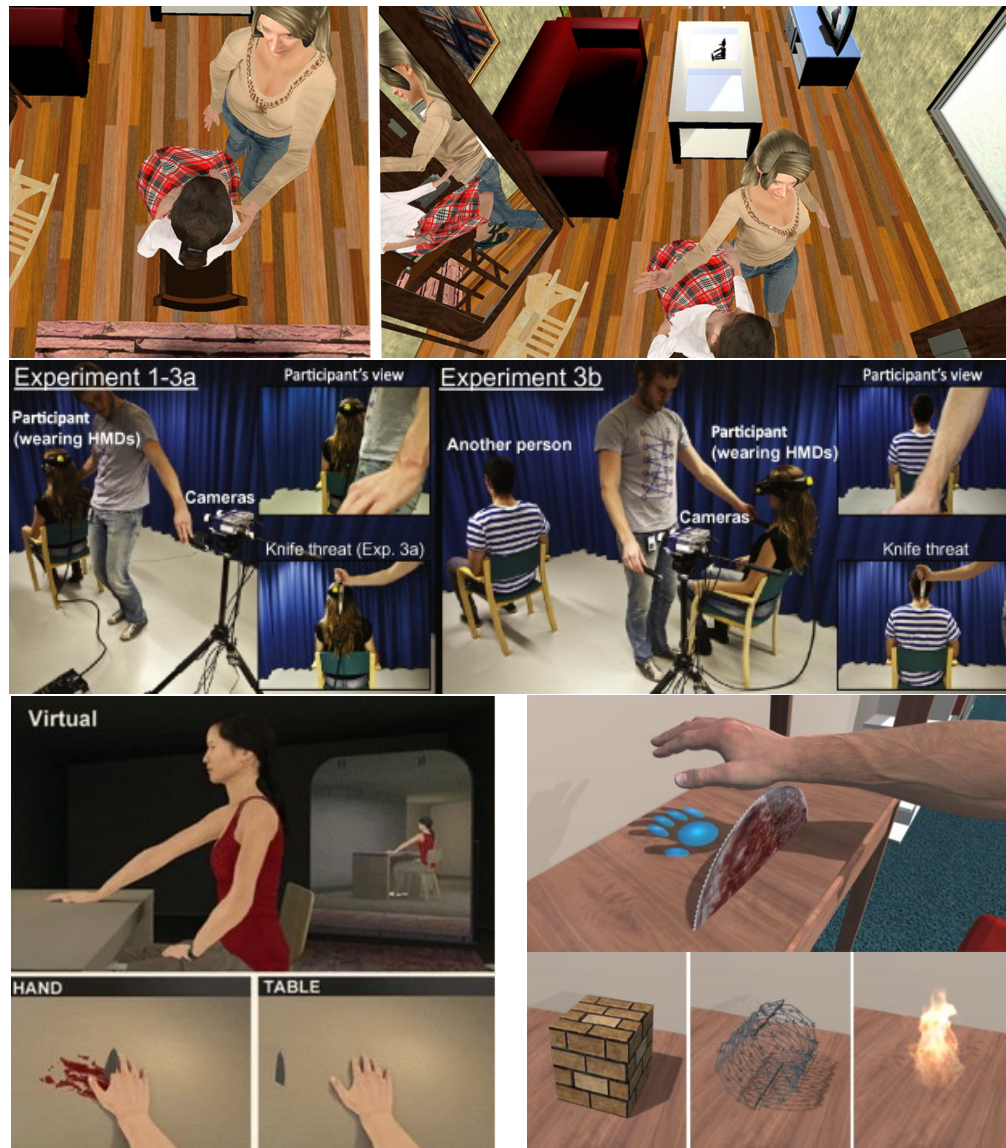 Experiment 1-3a
Participant's view
Participant
(wearing HMDs)
Cameras
Knife threat (Exp. 3a)
Experiment 3b
Participant's view
Another person
Participant
(wearing HMDs)
Cameras
Knife threat
Virtual
HAND
TABLE